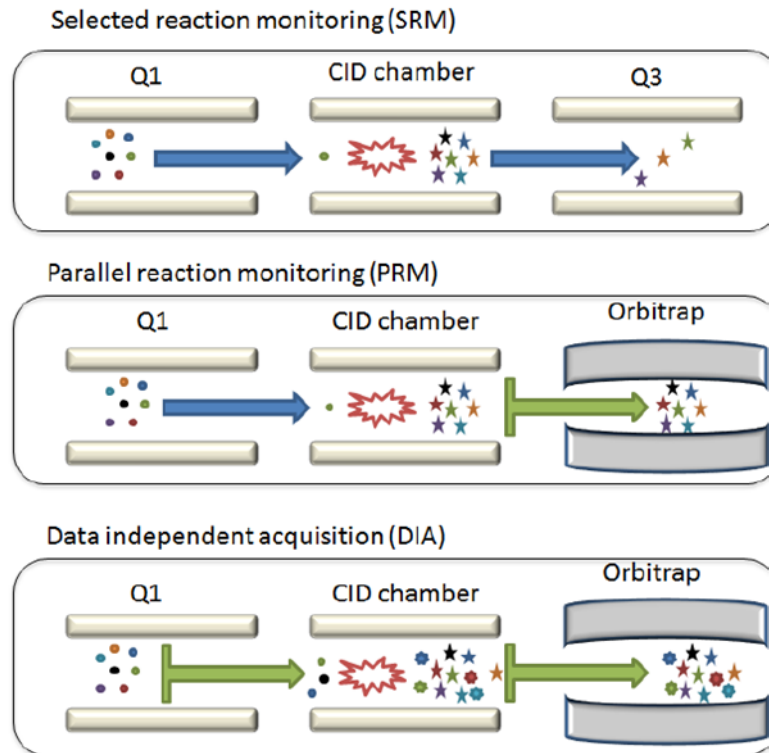 Selected reaction monitoring (SRM)
Q1 CID chamber Q3
Parallel reaction monitoring (PRM)
Q1 CID chamber Orbitrap
Data independent acquisition (DIA)
Q1 CID chamber Orbitrap